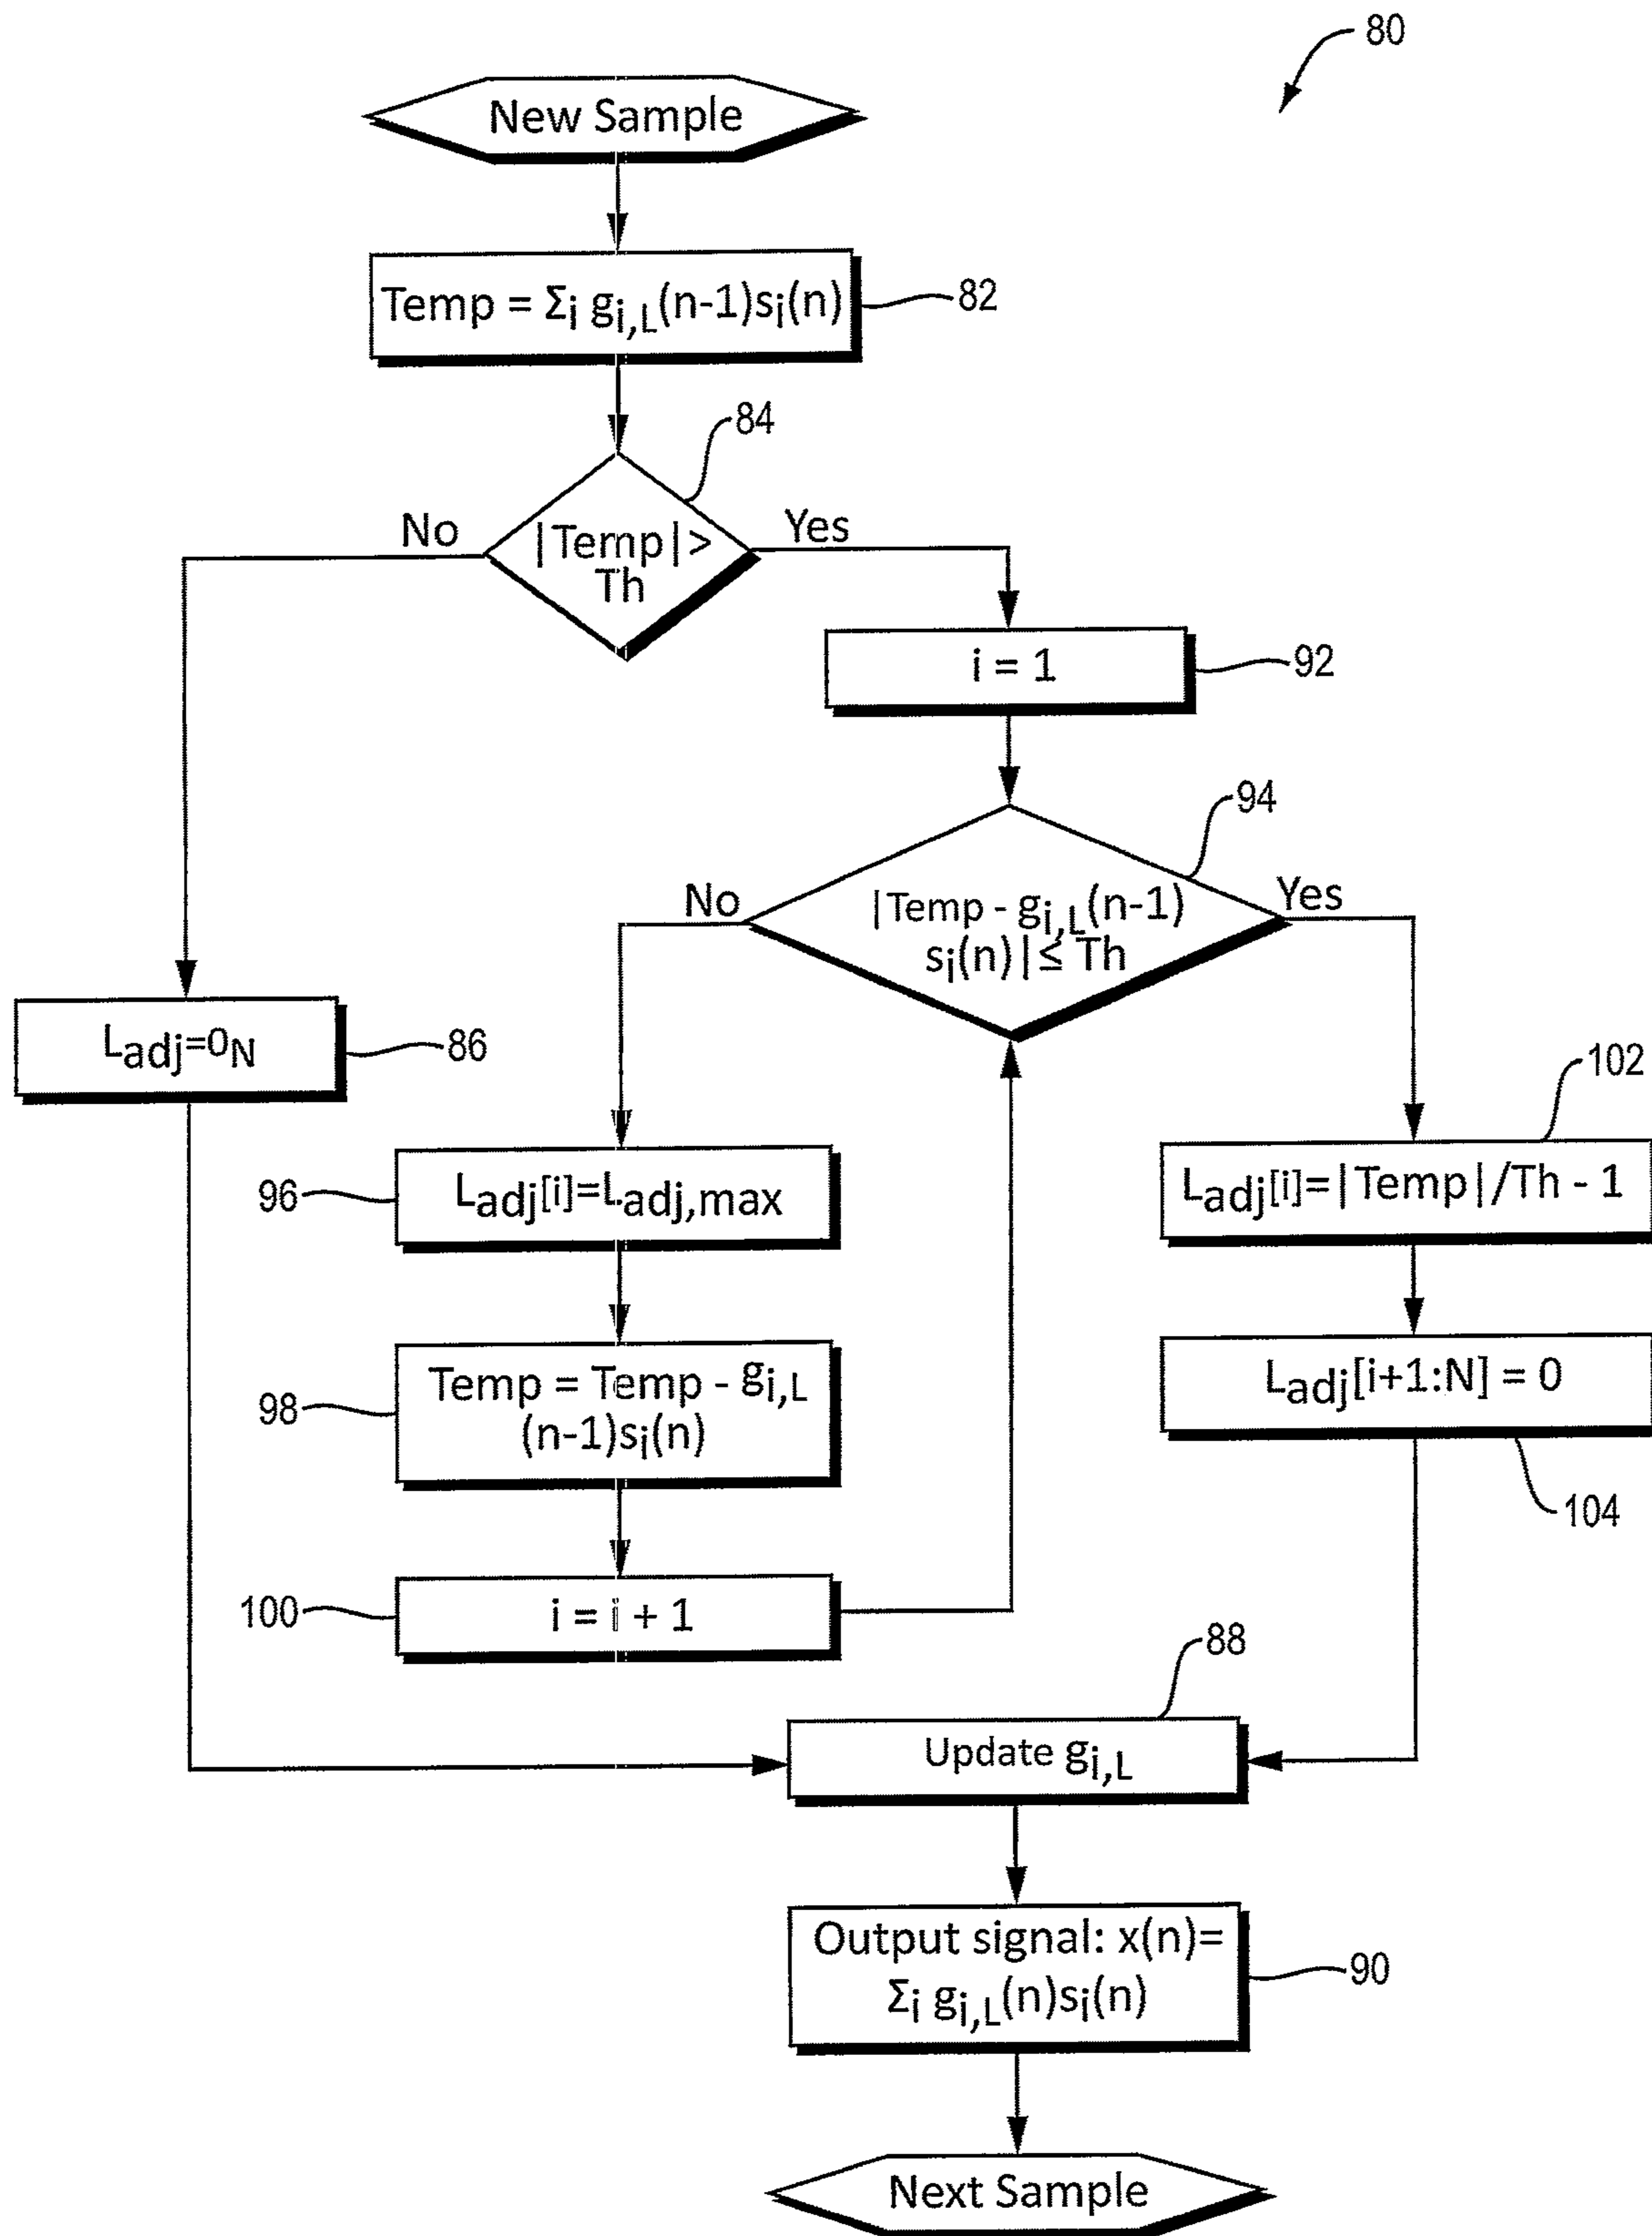 80
New Sample
Temp = Σi gi,L(n-1)si(n)
82
84
No
Yes
|Temp| >
Th
i = 1
92
94
No
Yes
|Temp - gi,L(n-1)
si(n)| ≤ Th
Ladj=0N
86
102
96
Ladj[i]=Ladj,max
Ladj[i]=|Temp|/Th - 1
98
Temp = Temp - gi,L
(n-1)si(n)
Ladj[i+1:N] = 0
104
100
i = i + 1
88
Update gi,L
Output signal: x(n)=
Σi gi,L(n)si(n)
90
Next Sample